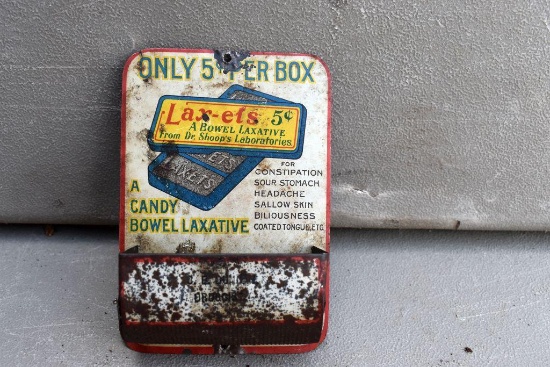 ONLY 5¢ PER BOX
Lax-ets 5¢
A BOWEL LAXATIVE
From Dr. Shoop's Laboratories
LAXETS
A
CANDY
BOWEL LAXATIVE
FOR
CONSTIPATION
SOUR STOMACH
HEADACHE
SALLOW SKIN
BILIOUSNESS
COATED TONGUE, ETC.